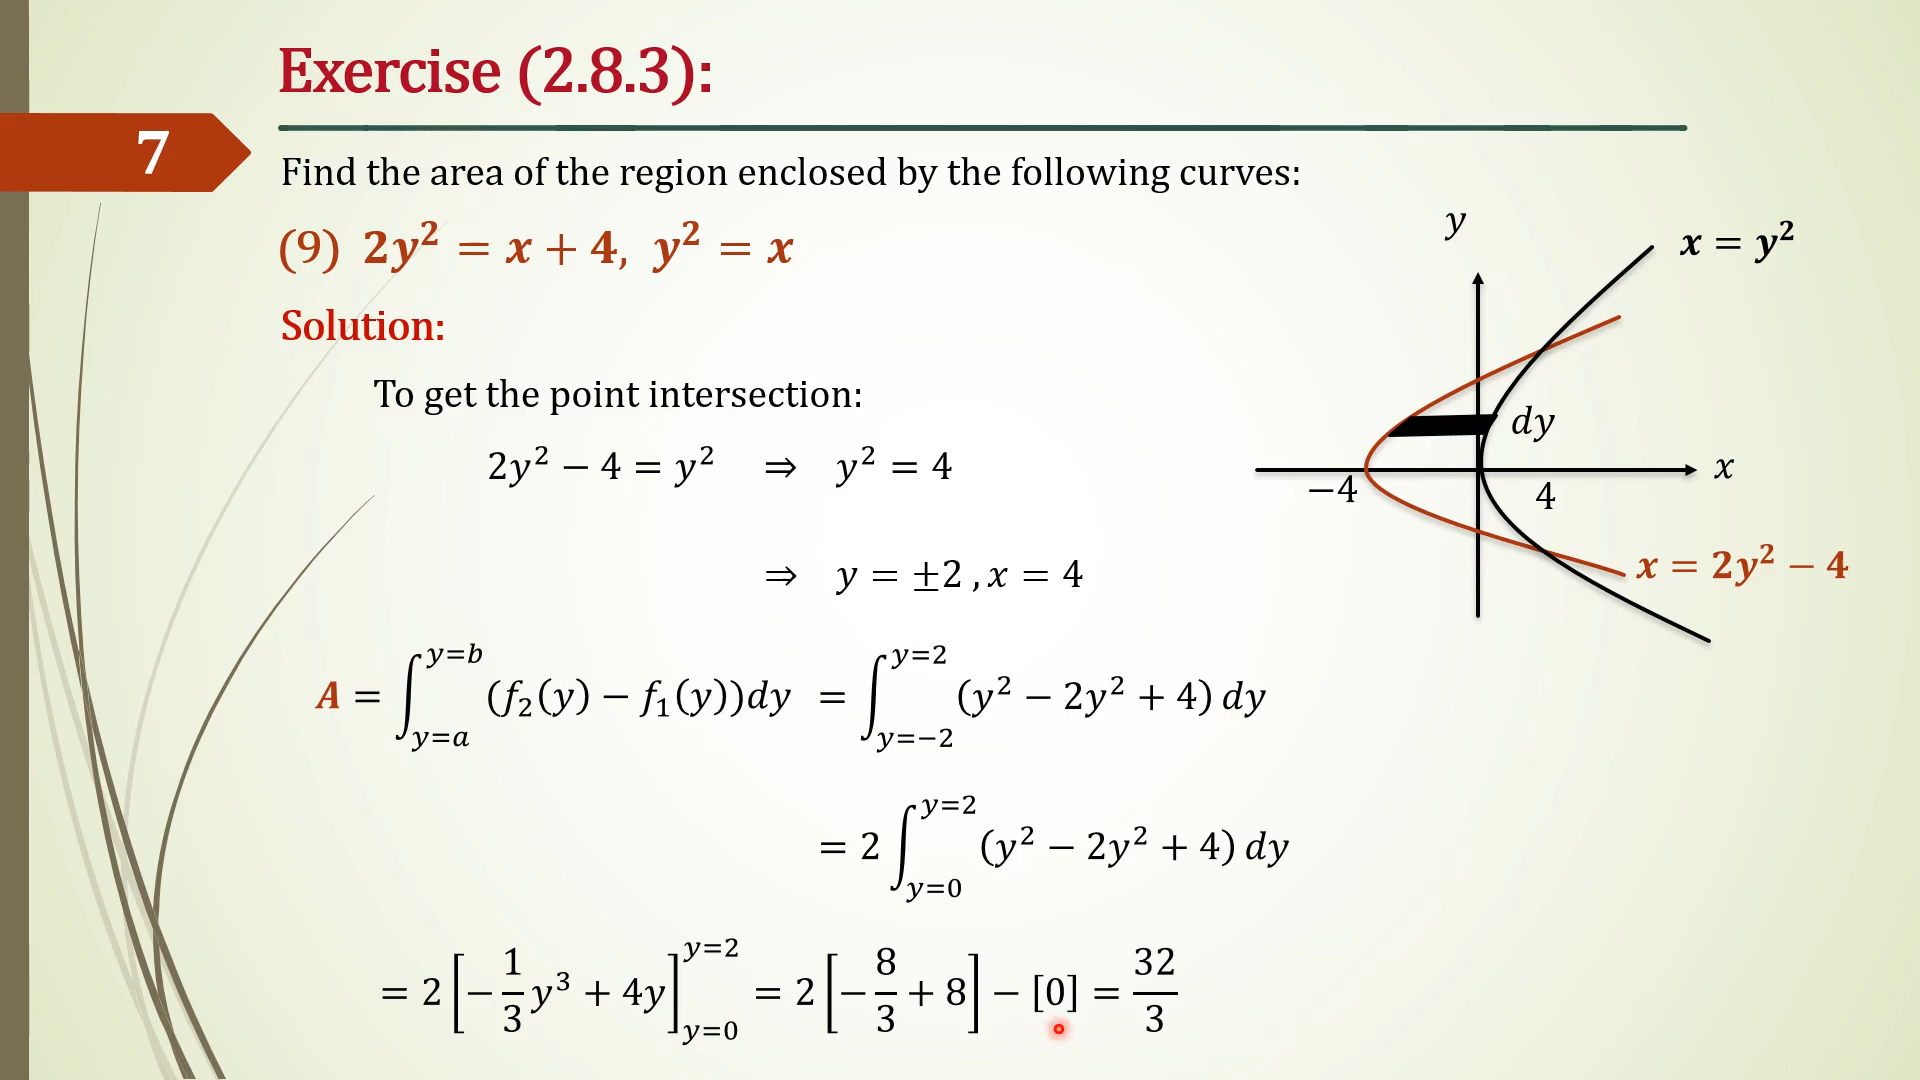 Exercise (2.8.3):
7
Find the area of the region enclosed by the following curves:
(9) 2y² = x + 4, y² = x
Solution:
To get the point intersection:
2y² − 4 = y² ⇒ y² = 4
⇒ y = ±2 , x = 4
A = ∫_{y=a}^{y=b} (f₂(y) − f₁(y))dy = ∫_{y=−2}^{y=2} (y² − 2y² + 4) dy
= 2 ∫_{y=0}^{y=2} (y² − 2y² + 4) dy
= 2 [−1/3 y³ + 4y]_{y=0}^{y=2} = 2 [−8/3 + 8] − [0] = 32/3
y
x = y²
dy
x
−4
4
x = 2y² − 4